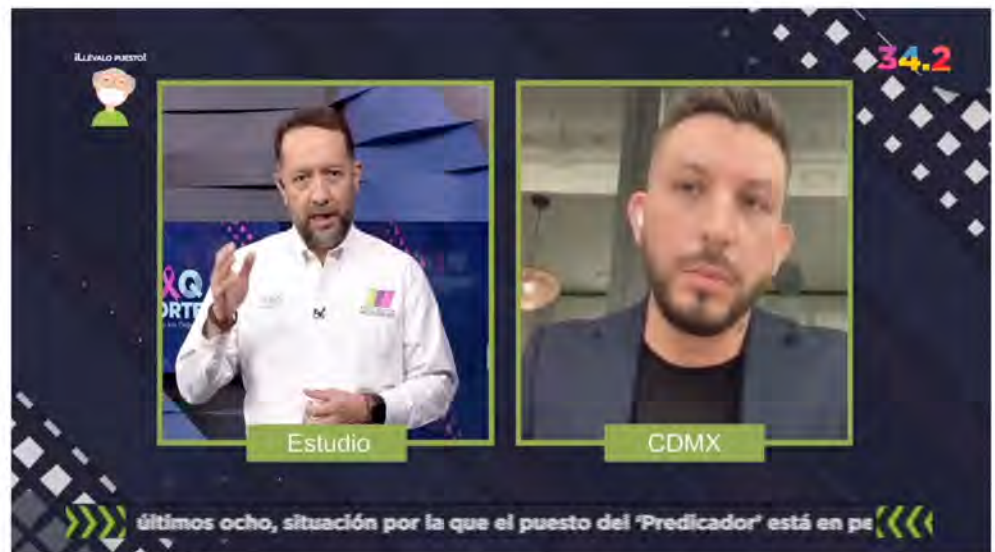 ¡LLÉVALO PUESTO!
34.2
Q
ORTE
Estudio
CDMX
últimos ocho, situación por la que el puesto del "Predicador" está en pe